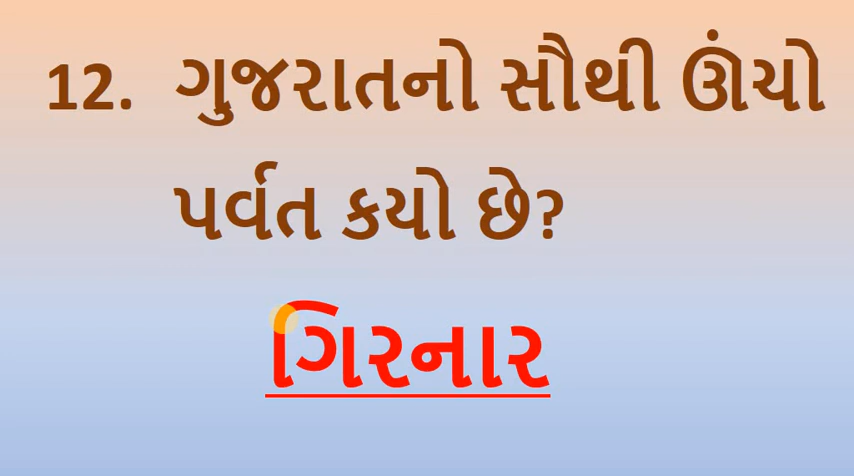 12. ગુજરાતનો સૌથી ઊંચો
પર્વત કયો છે?
ગિરનાર